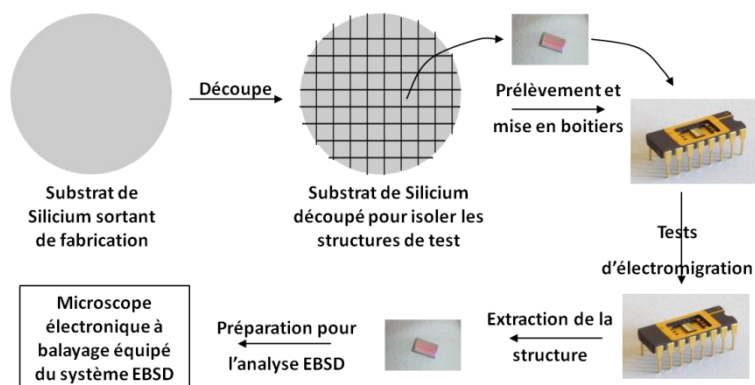 Découpe
Substrat de
Silicium sortant
de fabrication
Substrat de Silicium
découpé pour isoler les
structures de test
Prélèvement et
mise en boitiers
Tests
d'électromigration
Extraction de la
structure
Préparation pour
l'analyse EBSD
Microscope
électronique à
balayage équipé
du système EBSD